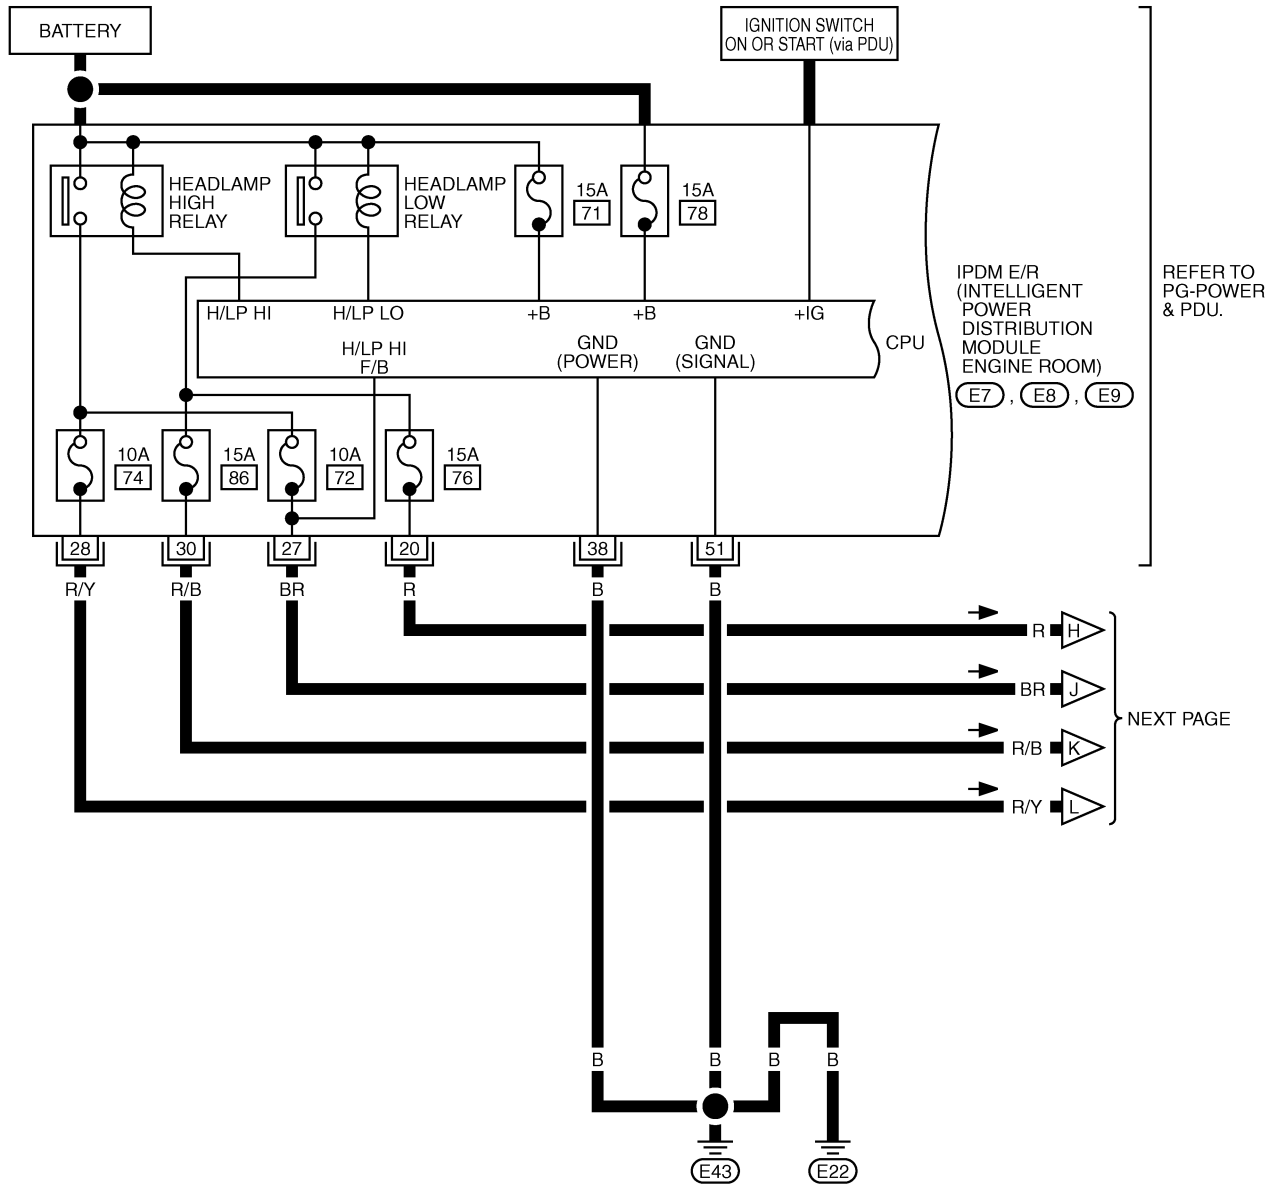 BATTERY
IGNITION SWITCH
ON OR START (via PDU)
HEADLAMP
HIGH
RELAY
HEADLAMP
LOW
RELAY
15A
71
15A
78
IPDM E/R
(INTELLIGENT
POWER
DISTRIBUTION
MODULE
ENGINE ROOM)
E7 , E8 , E9
REFER TO
PG-POWER
& PDU.
H/LP HI
H/LP LO
+B
+B
+IG
H/LP HI
F/B
GND
(POWER)
GND
(SIGNAL)
CPU
10A
74
15A
86
10A
72
15A
76
28
30
27
20
38
51
R/Y
R/B
BR
R
B
B
R
H
BR
J
R/B
K
R/Y
L
NEXT PAGE
B
B
B
B
E43
E22